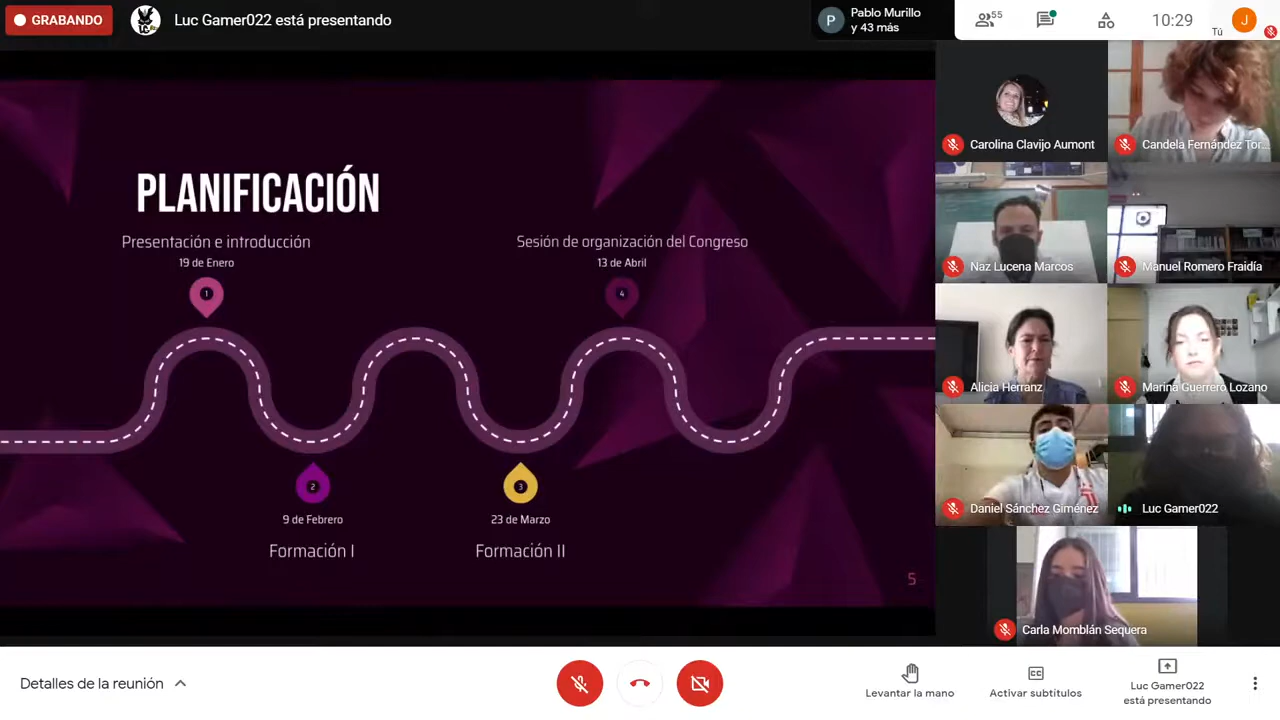 GRABANDO
Luc Gamer022 está presentando
P
Pablo Murillo
y 43 más
55
10:29
Tú
J
PLANIFICACIÓN
Presentación e introducción
19 de Enero
1
Sesión de organización del Congreso
13 de Abril
4
2
9 de Febrero
Formación I
3
23 de Marzo
Formación II
5
Carolina Clavijo Aumont
Candela Fernández Tor...
Naz Lucena Marcos
Manuel Romero Fraidía
Alicia Herranz
Marina Guerrero Lozano
Daniel Sánchez Giménez
Luc Gamer022
Carla Momblán Sequera
Detalles de la reunión
Levantar la mano
CC
Activar subtítulos
Luc Gamer022
está presentando